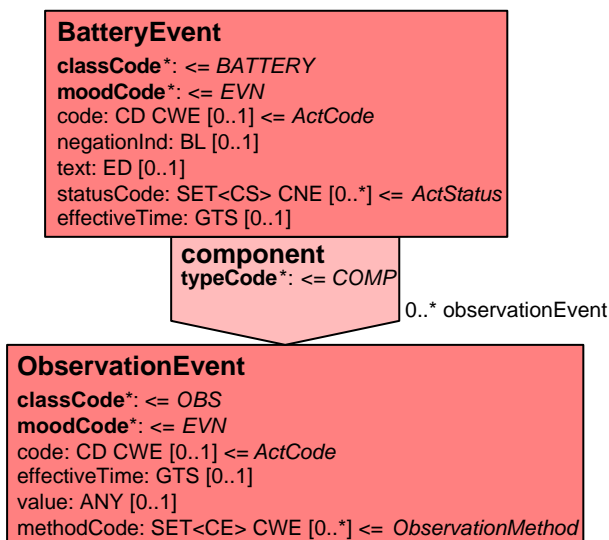 BatteryEvent
classCode*: <= BATTERY
moodCode*: <= EVN
code: CD CWE [0..1] <= ActCode
negationInd: BL [0..1]
text: ED [0..1]
statusCode: SET<CS> CNE [0..*] <= ActStatus
effectiveTime: GTS [0..1]
component
typeCode*: <= COMP
0..* observationEvent
ObservationEvent
classCode*: <= OBS
moodCode*: <= EVN
code: CD CWE [0..1] <= ActCode
effectiveTime: GTS [0..1]
value: ANY [0..1]
methodCode: SET<CE> CWE [0..*] <= ObservationMethod